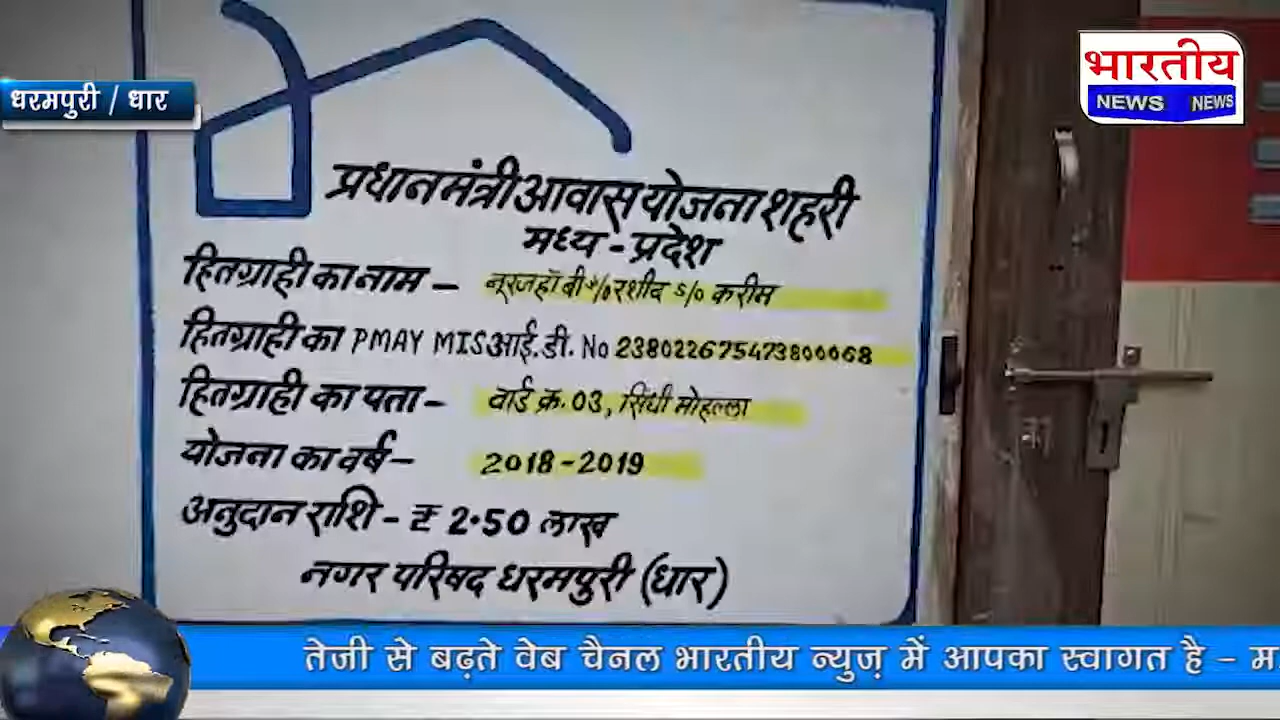 धरमपुरी / धार
भारतीय
NEWS NEWS
प्रधानमंत्री आवास योजना शहरी
मध्य - प्रदेश
हितग्राही का नाम - नूरजहाँ बी w/o रशीद s/o करीम
हितग्राही का PMAY MIS आई.डी. No 238022675473800068
हितग्राही का पता - वार्ड क्र. 03, सिंधी मोहल्ला
योजना का वर्ष - 2018-2019
अनुदान राशि - ₹ 2.50 लाख
नगर परिषद धरमपुरी (धार)
तेजी से बढ़ते वेब चैनल भारतीय न्युज़ में आपका स्वागत है -